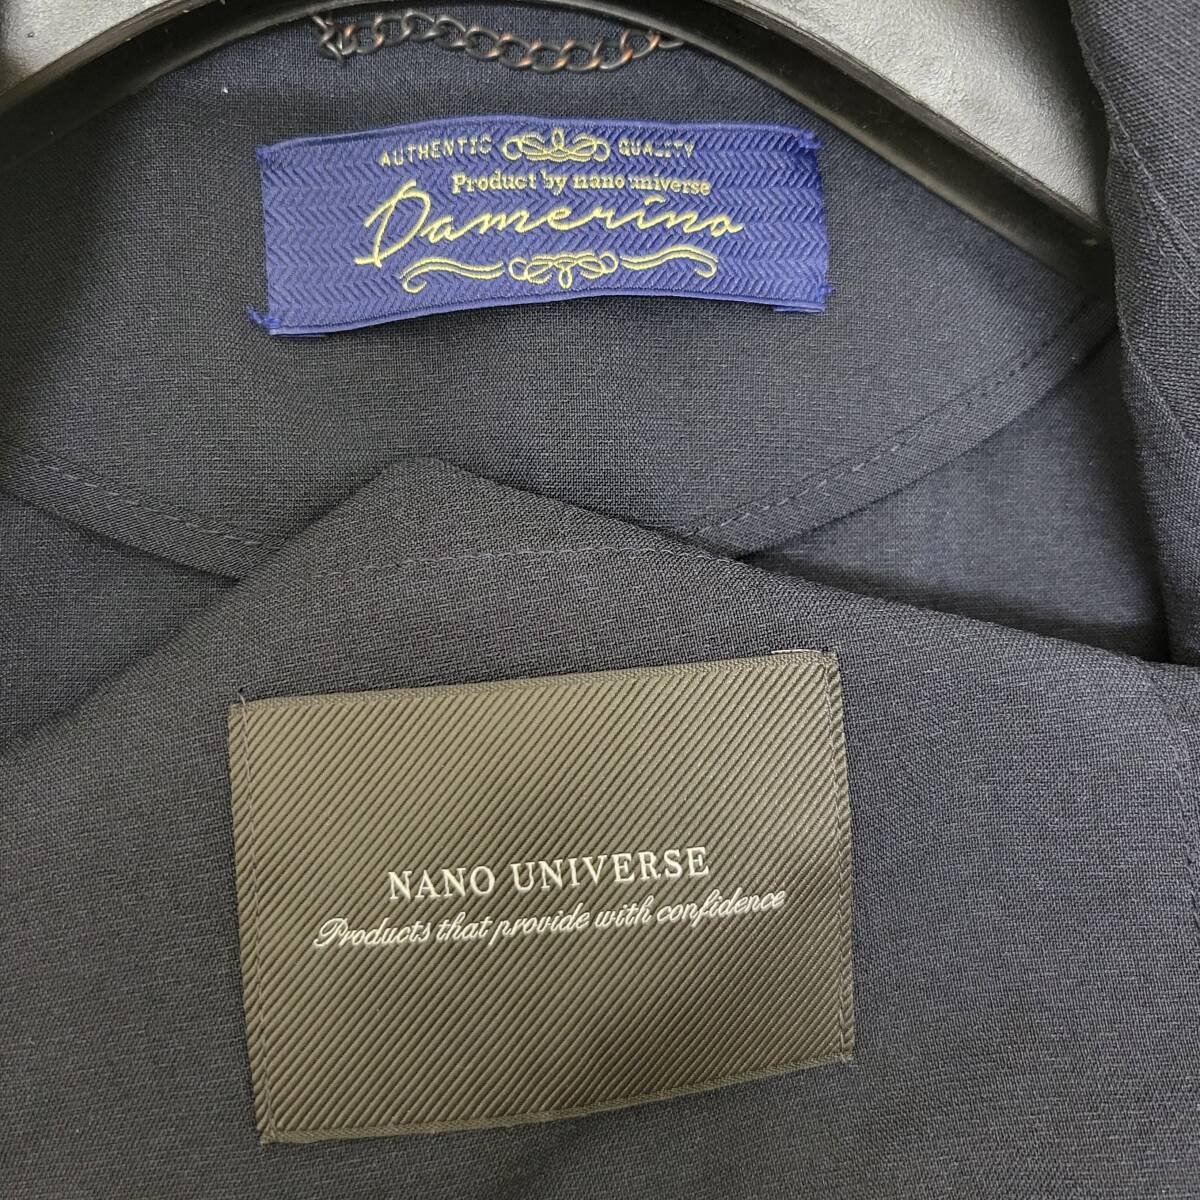 AUTHENTIC QUALITY
Product by nano universe
Damerino
NANO UNIVERSE
Products that provide with confidence